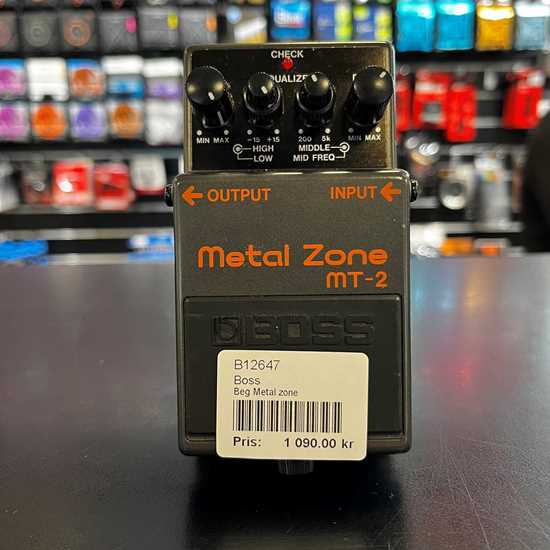 CHECK
QUALIZE
MIN MAX -15 +15 200 5k MIN MAX
HIGH MIDDLE
LOW MID FREQ
OUTPUT INPUT
Metal Zone
MT-2
BOSS
B12647
Boss
Beg Metal zone
Pris: 1 090.00 kr